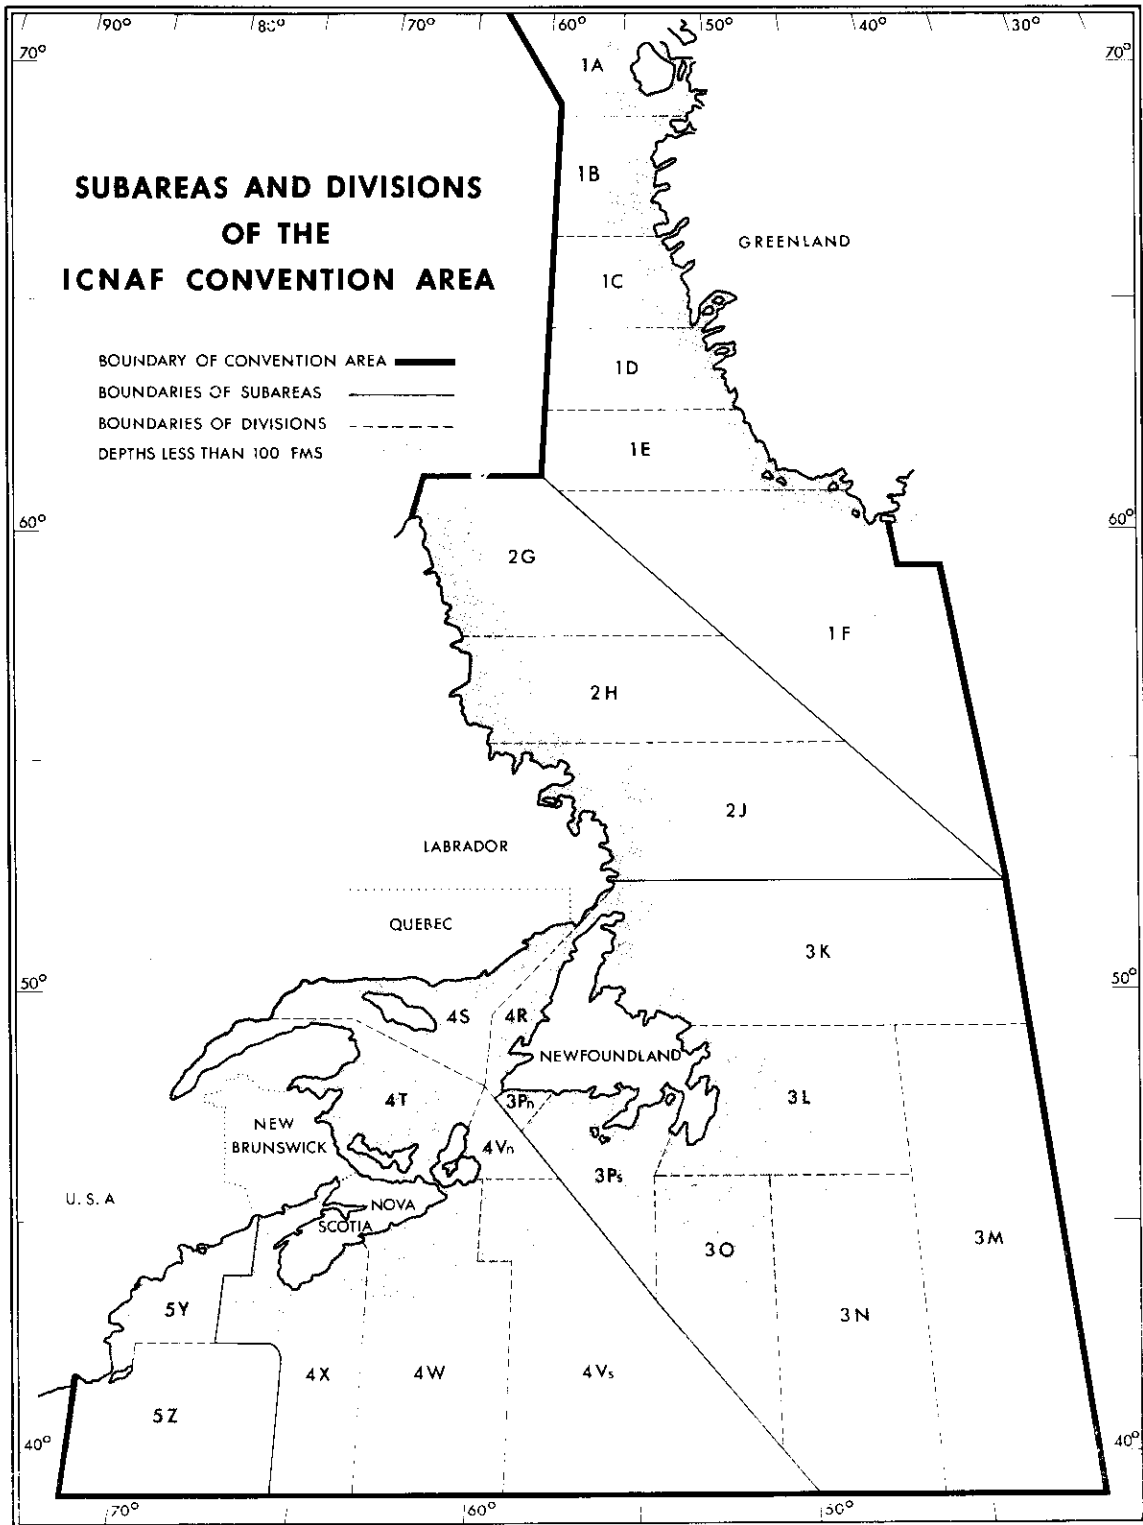 90° 80° 70° 60° 50° 40° 30°
70° 70°
1A
SUBAREAS AND DIVISIONS
OF THE
ICNAF CONVENTION AREA
1B
GREENLAND
1C
BOUNDARY OF CONVENTION AREA
BOUNDARIES OF SUBAREAS
BOUNDARIES OF DIVISIONS
DEPTHS LESS THAN 100 FMS
1D
1E
60° 60°
2G
1F
2H
2J
LABRADOR
QUEBEC
3K
50° 50°
4S 4R
NEWFOUNDLAND
4T 3Pn 3L
NEW
BRUNSWICK
4Vn
3Ps
U.S.A
NOVA
SCOTIA
3O 3M
5Y 3N
4X 4W 4Vs
5Z
40° 40°
70° 60° 50°